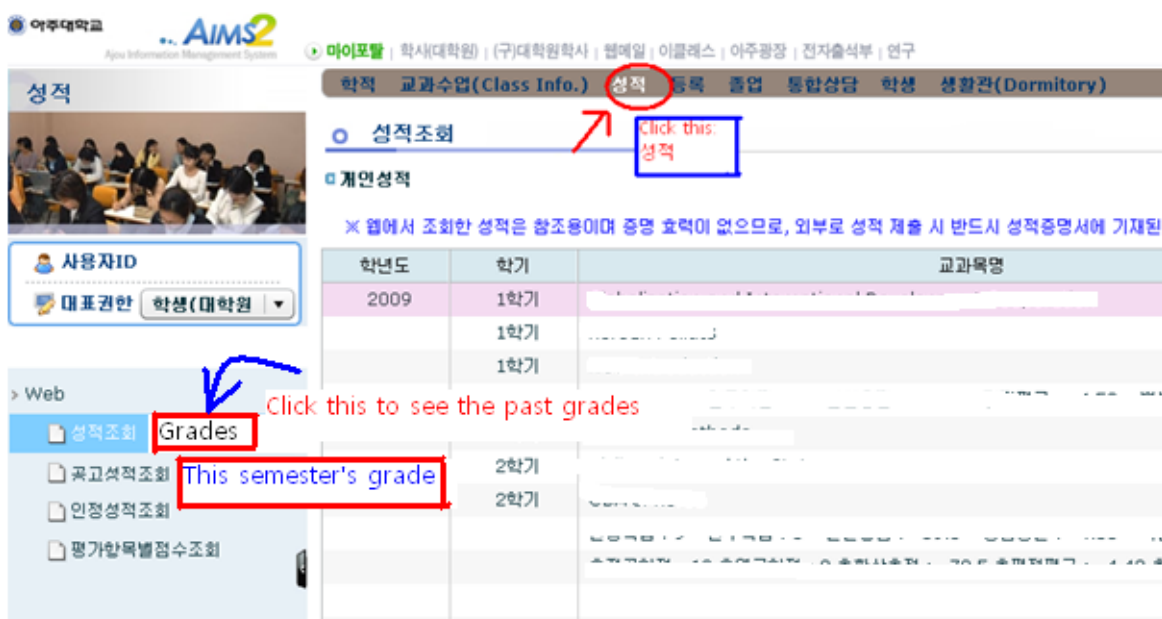 아주대학교
AIMS2
Ajou Information Management System
마이포탈 | 학사(대학원) | (구)대학원학사 | 웹메일 | 이클래스 | 아주광장 | 전자출석부 | 연구
성적
학적 교과수업(Class Info.) 성적 등록 졸업 통합상담 학생 생활관(Dormitory)
성적조회
Click this:
성적
개인성적
※ 웹에서 조회한 성적은 참조용이며 증명 효력이 없으므로, 외부로 성적 제출 시 반드시 성적증명서에 기재된
사용자ID
대표권한 학생(대학원
학년도 학기 교과목명
2009 1학기
1학기
1학기
Web
Click this to see the past grades
성적조회 Grades
공고성적조회 This semester's grade
2학기
2학기
인정성적조회
평가항목별점수조회